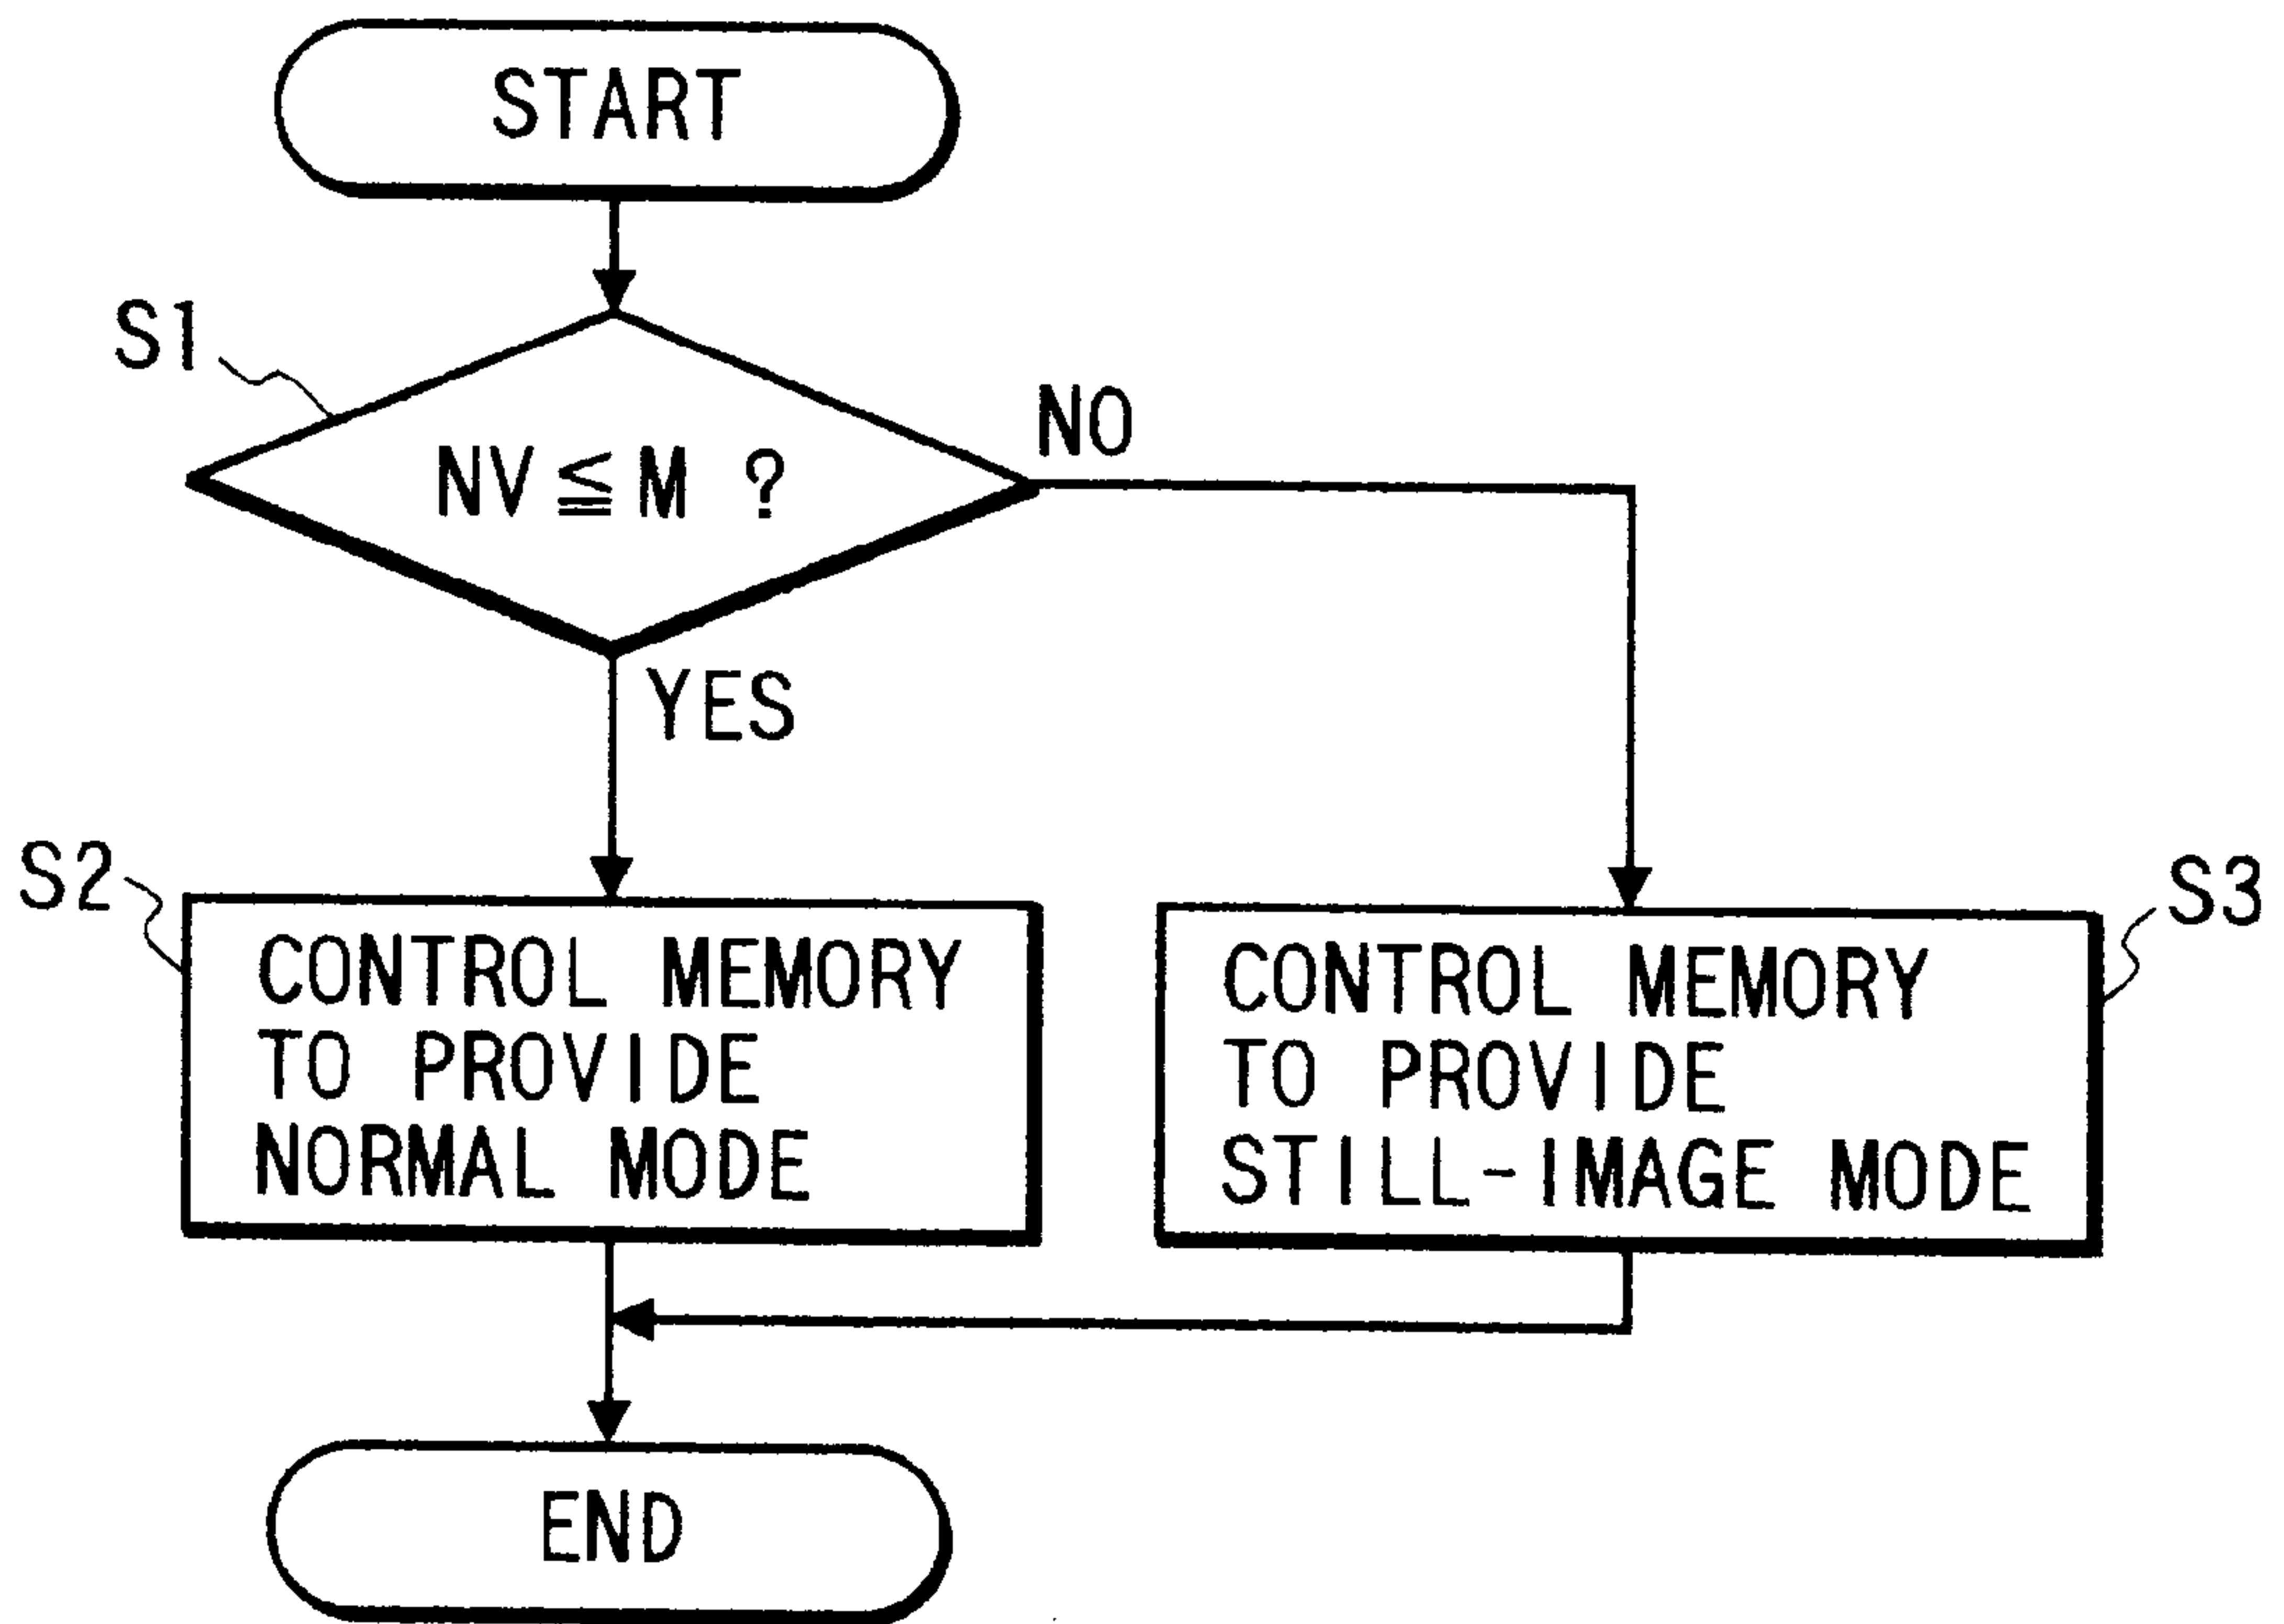 START
S1
NO
NV≦M ?
YES
S2
CONTROL MEMORY
TO PROVIDE
NORMAL MODE
S3
CONTROL MEMORY
TO PROVIDE
STILL-IMAGE MODE
END